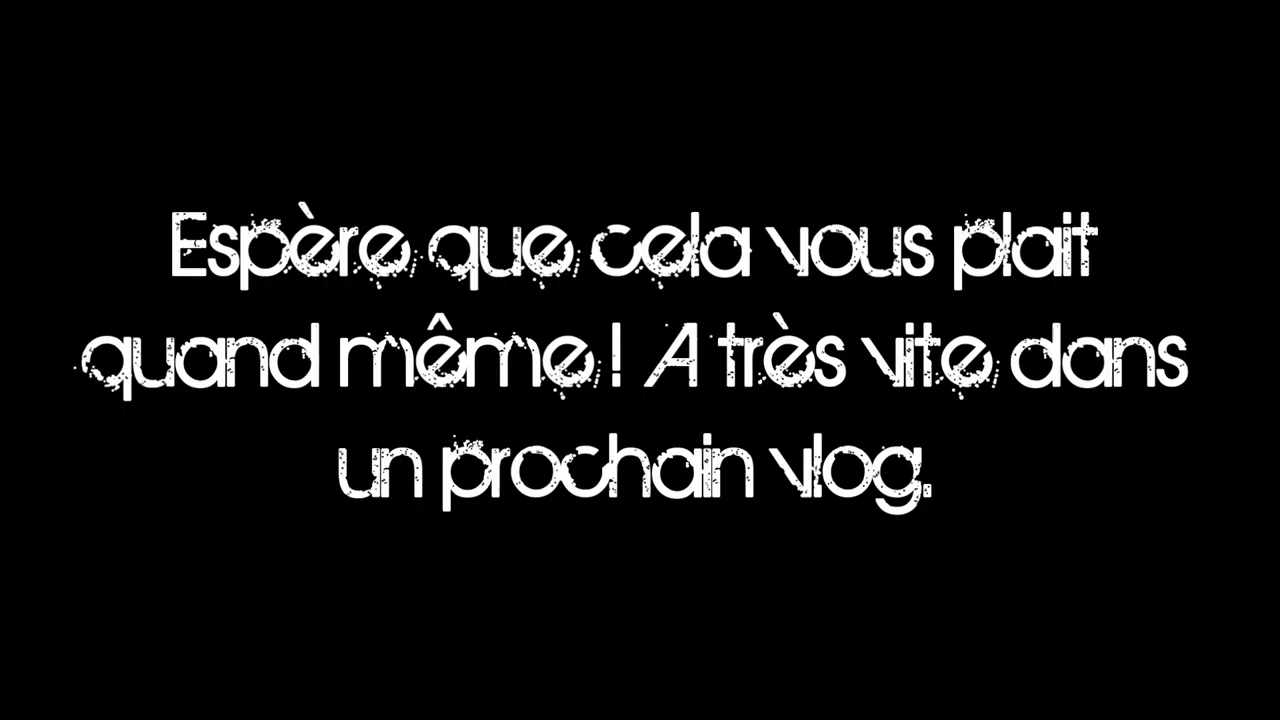 Espère que cela vous plait
quand même ! A très vite dans
un prochain vlog.